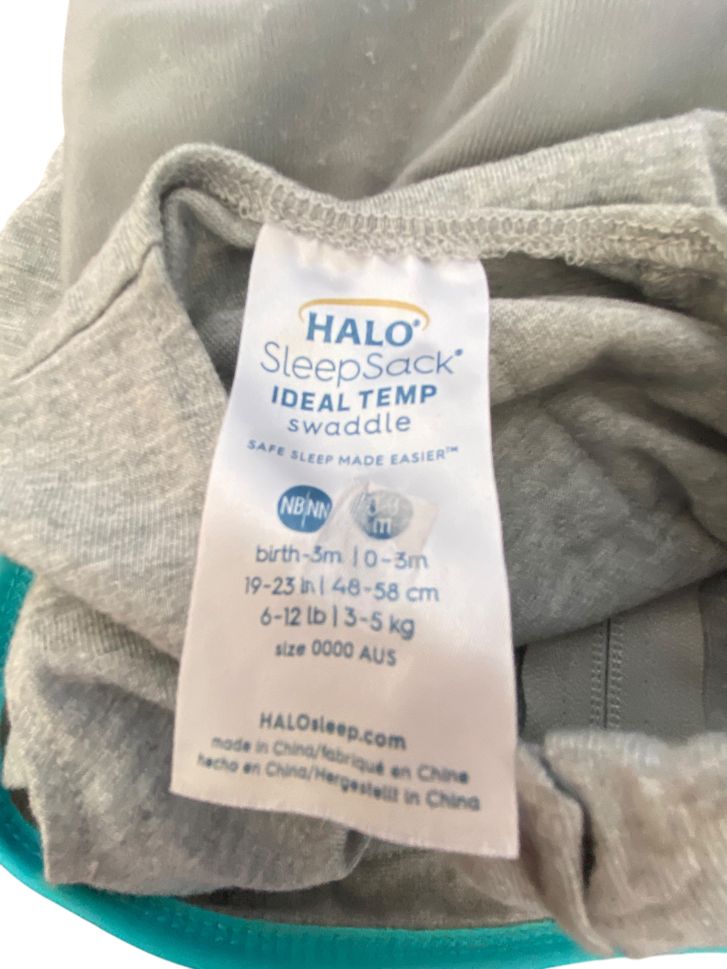 HALO®
SleepSack®
IDEAL TEMP
swaddle
SAFE SLEEP MADE EASIER™
NB|NN
m
birth-3m | 0-3m
19-23 in | 48-58 cm
6-12 lb | 3-5 kg
size 0000 AUS
HALOsleep.com
made in China/fabriqué en Chine
hecho en China/Hergestellt in China